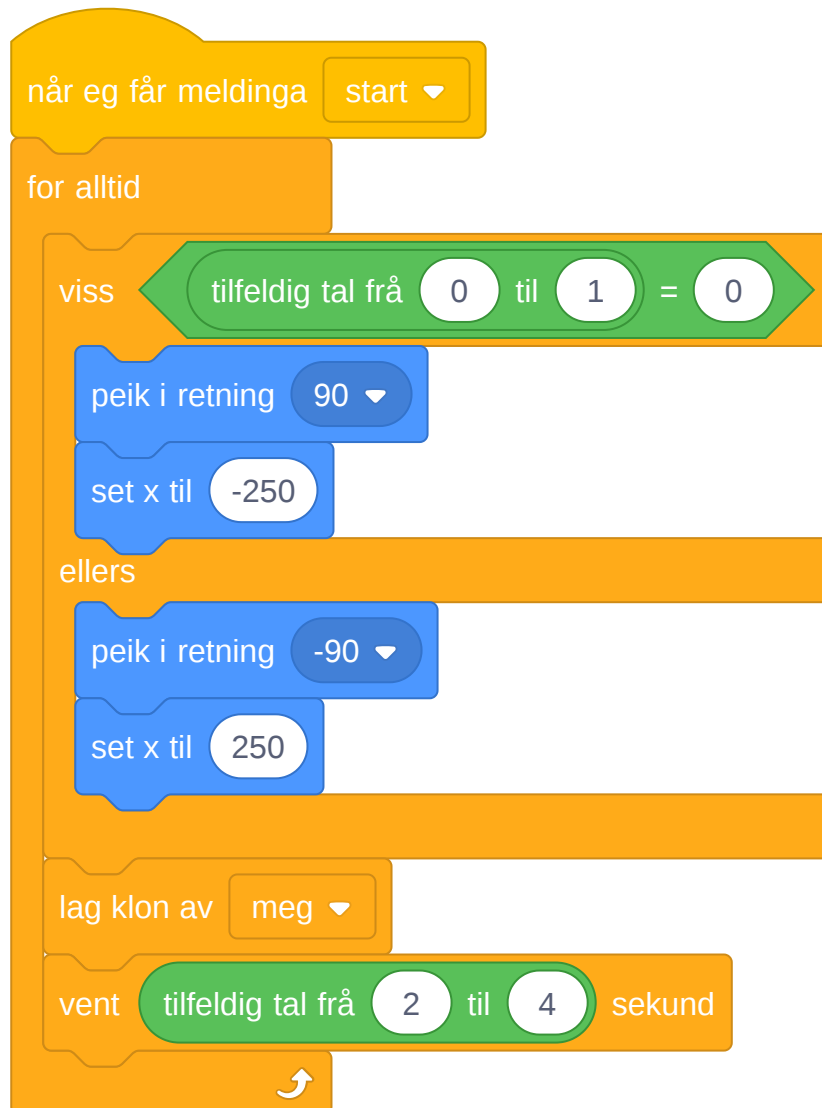 når eg får meldinga start
for alltid
viss tilfeldig tal frå 0 til 1 = 0
peik i retning 90
set x til -250
ellers
peik i retning -90
set x til 250
lag klon av meg
vent tilfeldig tal frå 2 til 4 sekund